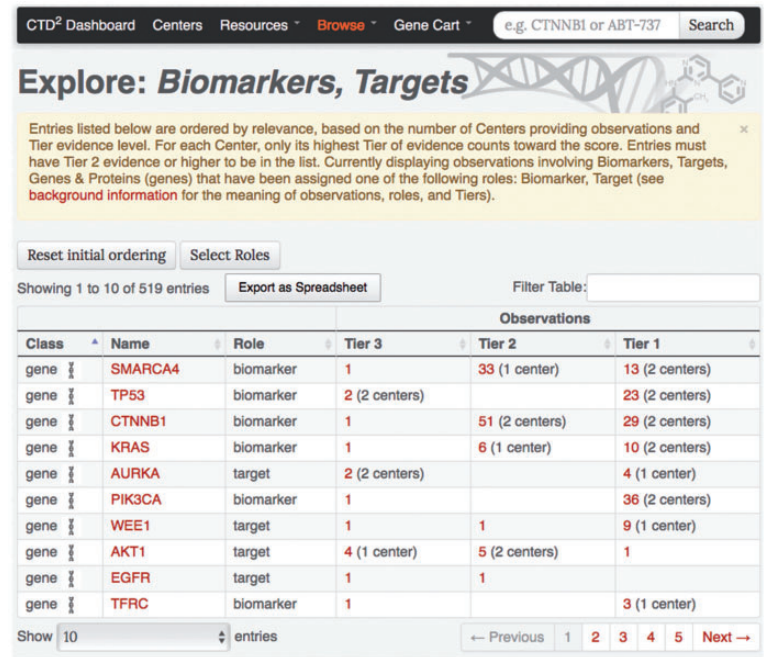 CTD² Dashboard Centers Resources Browse Gene Cart e.g. CTNNB1 or ABT-737 Search
Explore: Biomarkers, Targets
Entries listed below are ordered by relevance, based on the number of Centers providing observations and ×
Tier evidence level. For each Center, only its highest Tier of evidence counts toward the score. Entries must
have Tier 2 evidence or higher to be in the list. Currently displaying observations involving Biomarkers, Targets,
Genes & Proteins (genes) that have been assigned one of the following roles: Biomarker, Target (see
background information for the meaning of observations, roles, and Tiers).
Reset initial ordering Select Roles
Showing 1 to 10 of 519 entries Export as Spreadsheet Filter Table:
Observations
Class Name Role Tier 3 Tier 2 Tier 1
gene SMARCA4 biomarker 1 33 (1 center) 13 (2 centers)
gene TP53 biomarker 2 (2 centers) 23 (2 centers)
gene CTNNB1 biomarker 1 51 (2 centers) 29 (2 centers)
gene KRAS biomarker 1 6 (1 center) 10 (2 centers)
gene AURKA target 2 (2 centers) 4 (1 center)
gene PIK3CA biomarker 1 36 (2 centers)
gene WEE1 target 1 1 9 (1 center)
gene AKT1 target 4 (1 center) 5 (2 centers) 1
gene EGFR target 1 1
gene TFRC biomarker 1 3 (1 center)
Show 10 entries ← Previous 1 2 3 4 5 Next →